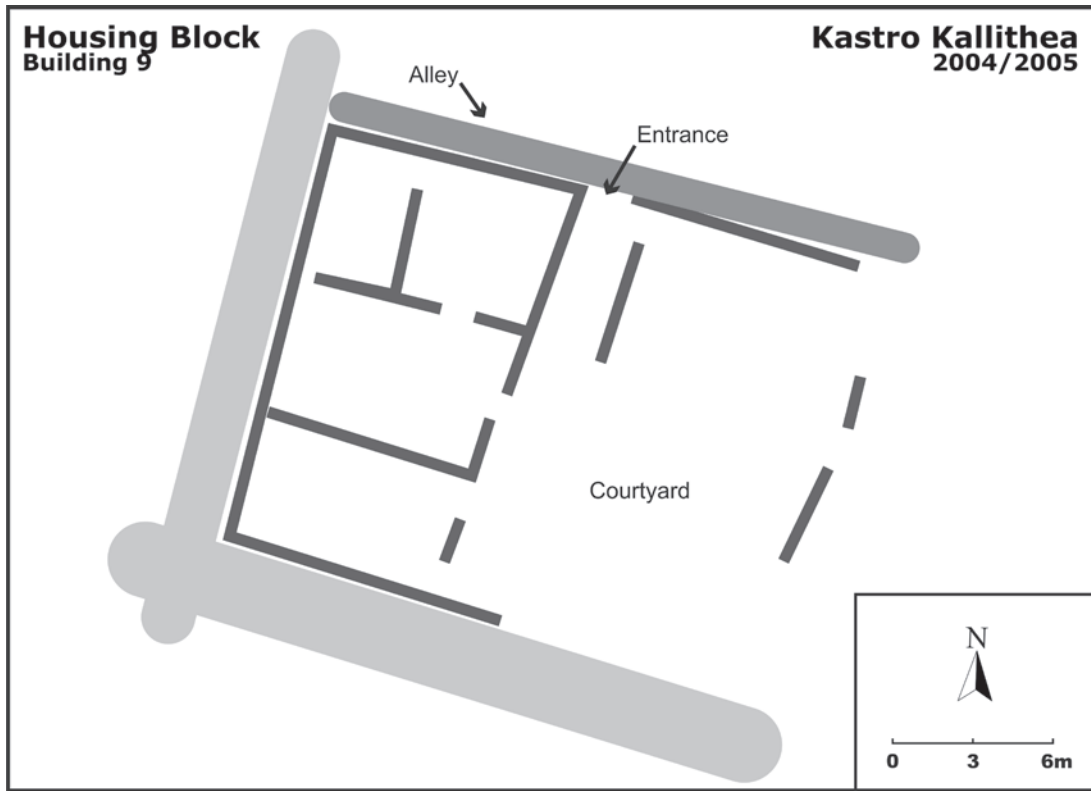 Housing Block
Building 9
Kastro Kallithea
2004/2005
Alley
Entrance
Courtyard
N
0 3 6m